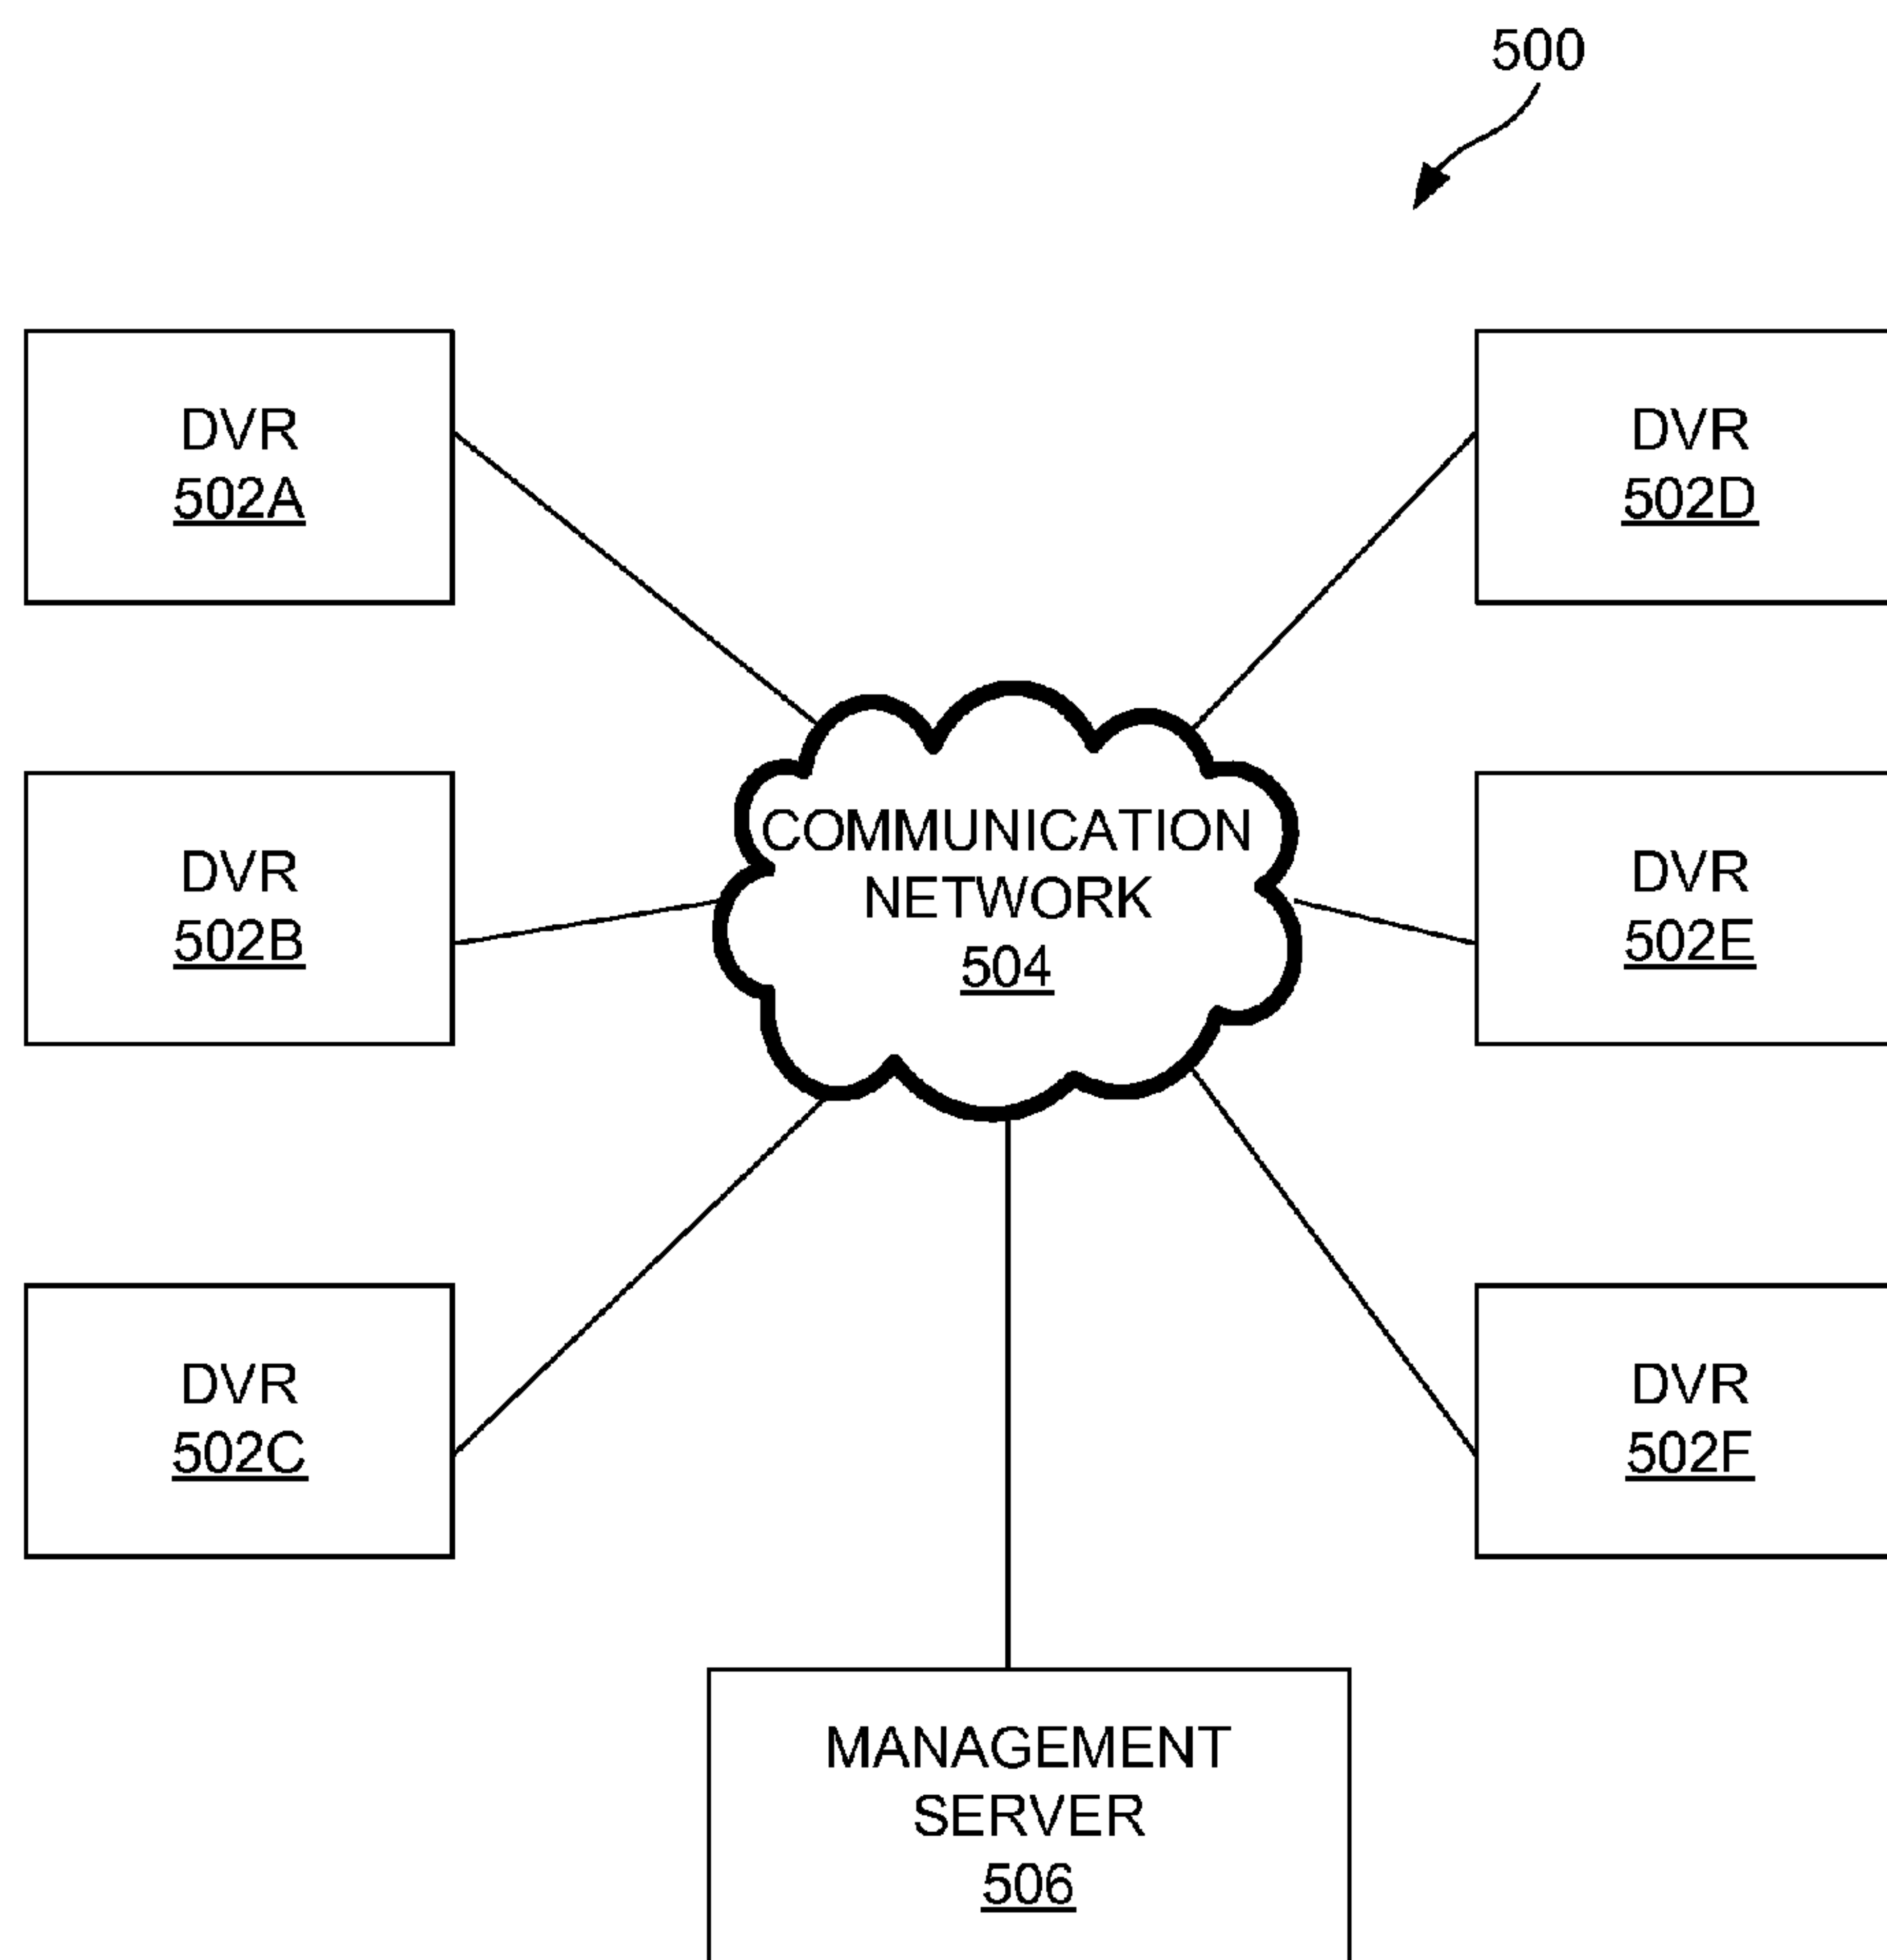 500
DVR
502A
DVR
502D
DVR
502B
COMMUNICATION
NETWORK
504
DVR
502E
DVR
502C
DVR
502F
MANAGEMENT
SERVER
506